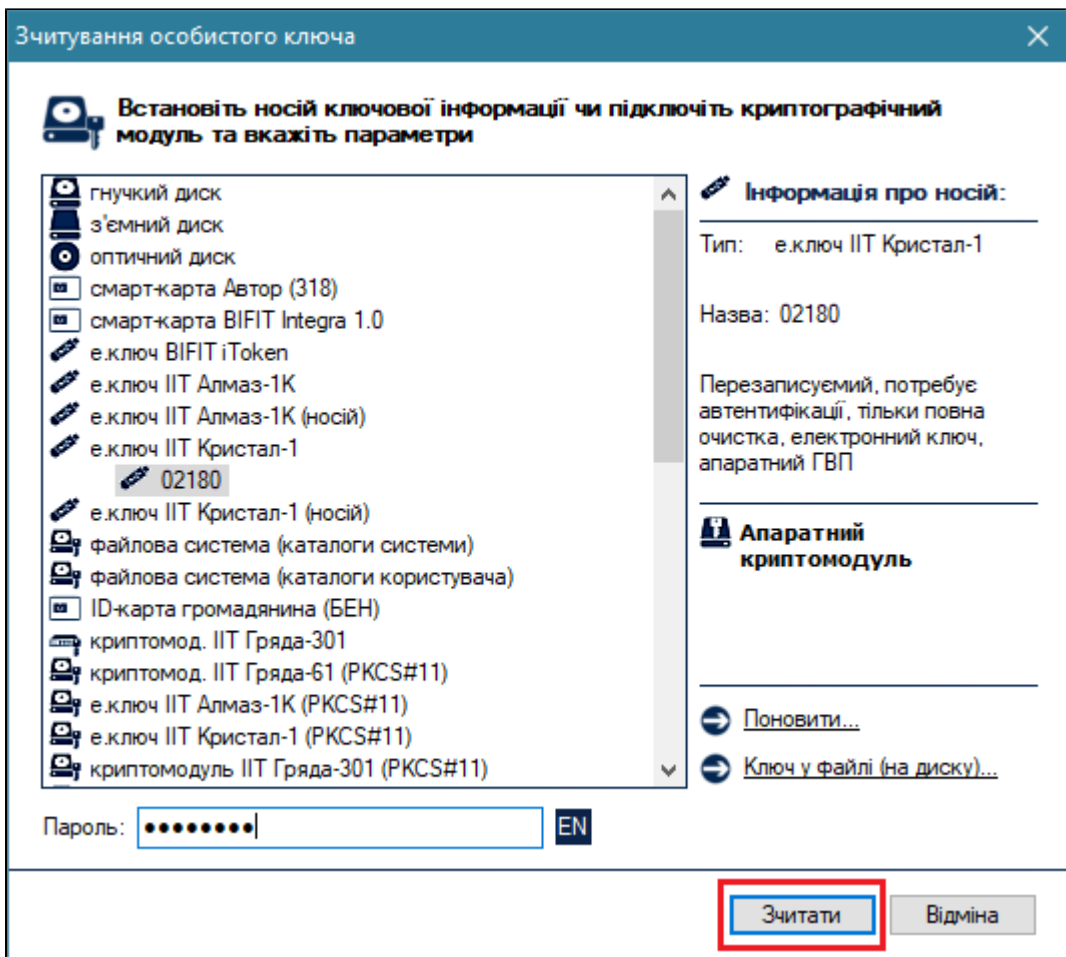 Зчитування особистого ключа
Встановіть носій ключової інформації чи підключіть криптографічний
модуль та вкажіть параметри
гнучкий диск
з'ємний диск
оптичний диск
смарт-карта Автор (318)
смарт-карта BIFIT Integra 1.0
е.ключ BIFIT iToken
е.ключ ІІТ Алмаз-1К
е.ключ ІІТ Алмаз-1К (носій)
е.ключ ІІТ Кристал-1
02180
е.ключ ІІТ Кристал-1 (носій)
файлова система (каталоги системи)
файлова система (каталоги користувача)
ID-карта громадянина (БЕН)
криптомод. ІІТ Гряда-301
криптомод. ІІТ Гряда-61 (PKCS#11)
е.ключ ІІТ Алмаз-1К (PKCS#11)
е.ключ ІІТ Кристал-1 (PKCS#11)
криптомодуль ІІТ Гряда-301 (PKCS#11)
Інформація про носій:
Тип: е.ключ ІІТ Кристал-1
Назва: 02180
Перезаписуємий, потребує
автентифікації, тільки повна
очистка, електронний ключ,
апаратний ГВП
Апаратний
криптомодуль
Поновити...
Ключ у файлі (на диску)...
Пароль: ●●●●●●●● EN
Зчитати Відміна